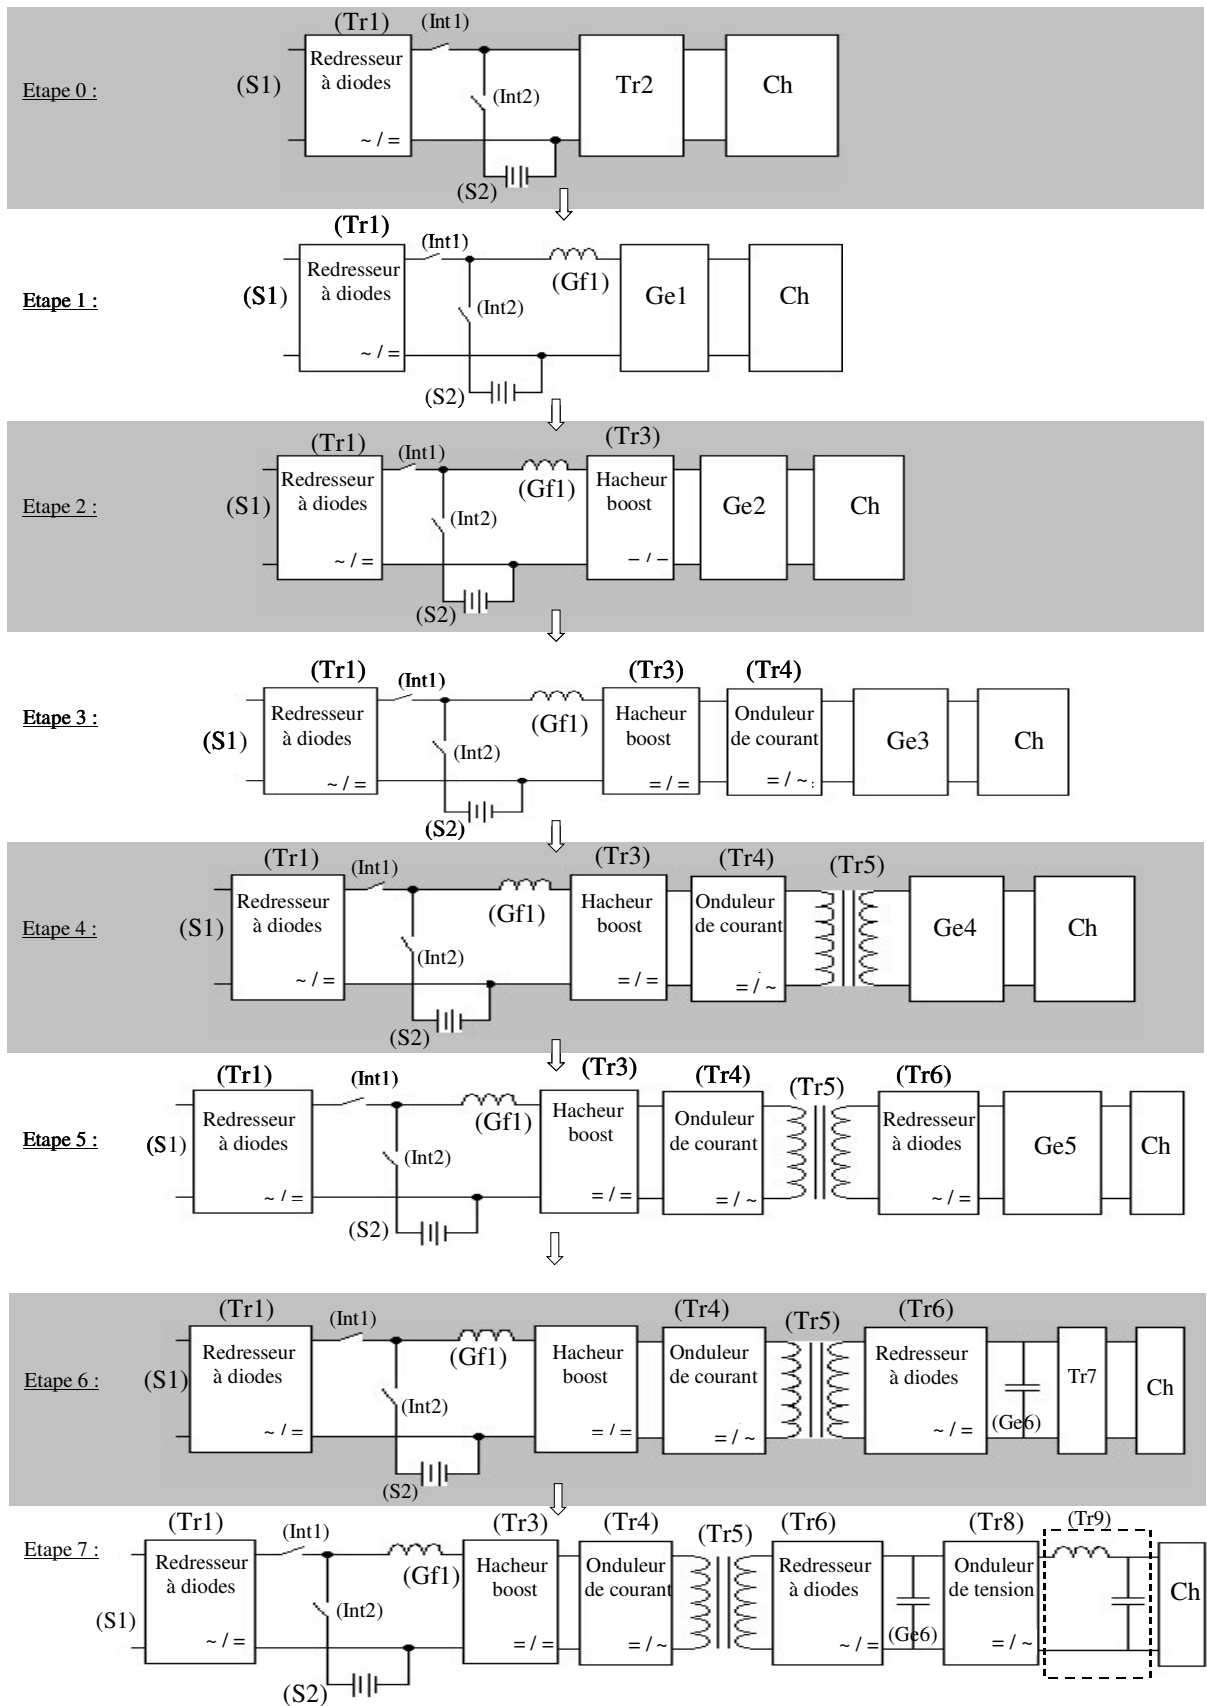 (Tr1)
(Int1)
Redresseur
à diodes
~ / =
Etape 0 :
(S1)
(Int2)
(S2)
Tr2
Ch
(Tr1)
(Int1)
Redresseur
à diodes
~ / =
Etape 1 :
(S1)
(Int2)
(S2)
(Gf1)
Ge1
Ch
(Tr1)
(Int1)
(Tr3)
Redresseur
à diodes
~ / =
Etape 2 :
(S1)
(Int2)
(S2)
(Gf1)
Hacheur
boost
– / –
Ge2
Ch
(Tr1)
(Int1)
(Tr3)
(Tr4)
Redresseur
à diodes
~ / =
Etape 3 :
(S1)
(Int2)
(S2)
(Gf1)
Hacheur
boost
= / =
Onduleur
de courant
= / ~ :
Ge3
Ch
(Tr1)
(Int1)
(Tr3)
(Tr4)
(Tr5)
Redresseur
à diodes
~ / =
Etape 4 :
(S1)
(Int2)
(S2)
(Gf1)
Hacheur
boost
= / =
Onduleur
de courant
= / ~
Ge4
Ch
(Tr1)
(Int1)
(Tr3)
(Tr4)
(Tr5)
(Tr6)
Redresseur
à diodes
~ / =
Etape 5 :
(S1)
(Int2)
(S2)
(Gf1)
Hacheur
boost
= / =
Onduleur
de courant
= / ~
Redresseur
à diodes
~ / =
Ge5
Ch
(Tr1)
(Int1)
(Tr4)
(Tr5)
(Tr6)
Redresseur
à diodes
~ / =
Etape 6 :
(S1)
(Int2)
(S2)
(Gf1)
Hacheur
boost
= / =
Onduleur
de courant
= / ~
Redresseur
à diodes
~ / =
(Ge6)
Tr7
Ch
(Tr1)
(Int1)
(Tr3)
(Tr4)
(Tr5)
(Tr6)
(Tr8)
(Tr9)
Etape 7 :
Redresseur
à diodes
~ / =
(S1)
(Int2)
(S2)
(Gf1)
Hacheur
boost
= / =
Onduleur
de courant
= / ~
Redresseur
à diodes
~ / =
(Ge6)
Onduleur
de tension
= / ~
Ch